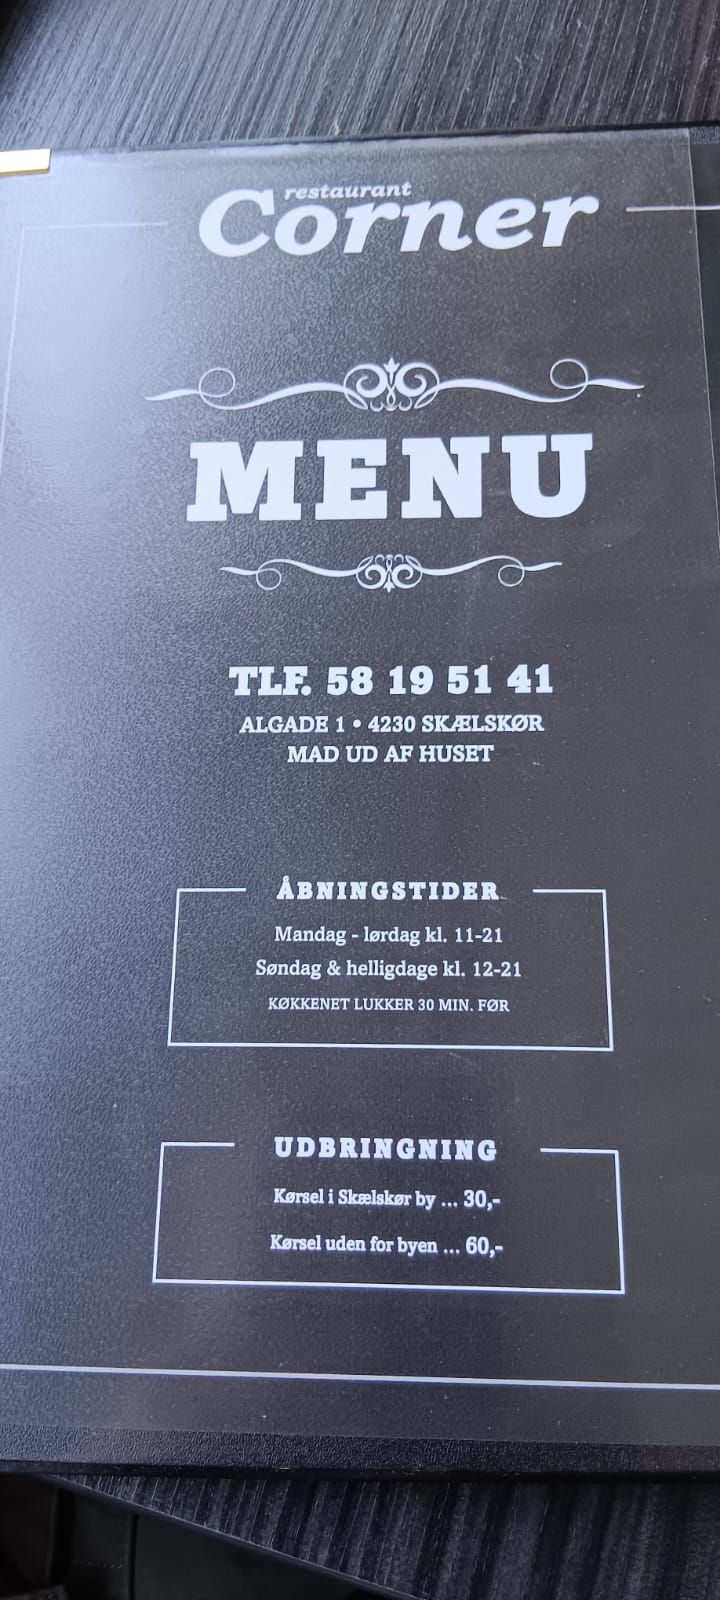 restaurant
Corner
MENU
TLF. 58 19 51 41
ALGADE 1 • 4230 SKÆLSKØR
MAD UD AF HUSET
ÅBNINGSTIDER
Mandag - lørdag kl. 11-21
Søndag & helligdage kl. 12-21
KØKKENET LUKKER 30 MIN. FØR
UDBRINGNING
Kørsel i Skælskør by ... 30,-
Kørsel uden for byen ... 60,-